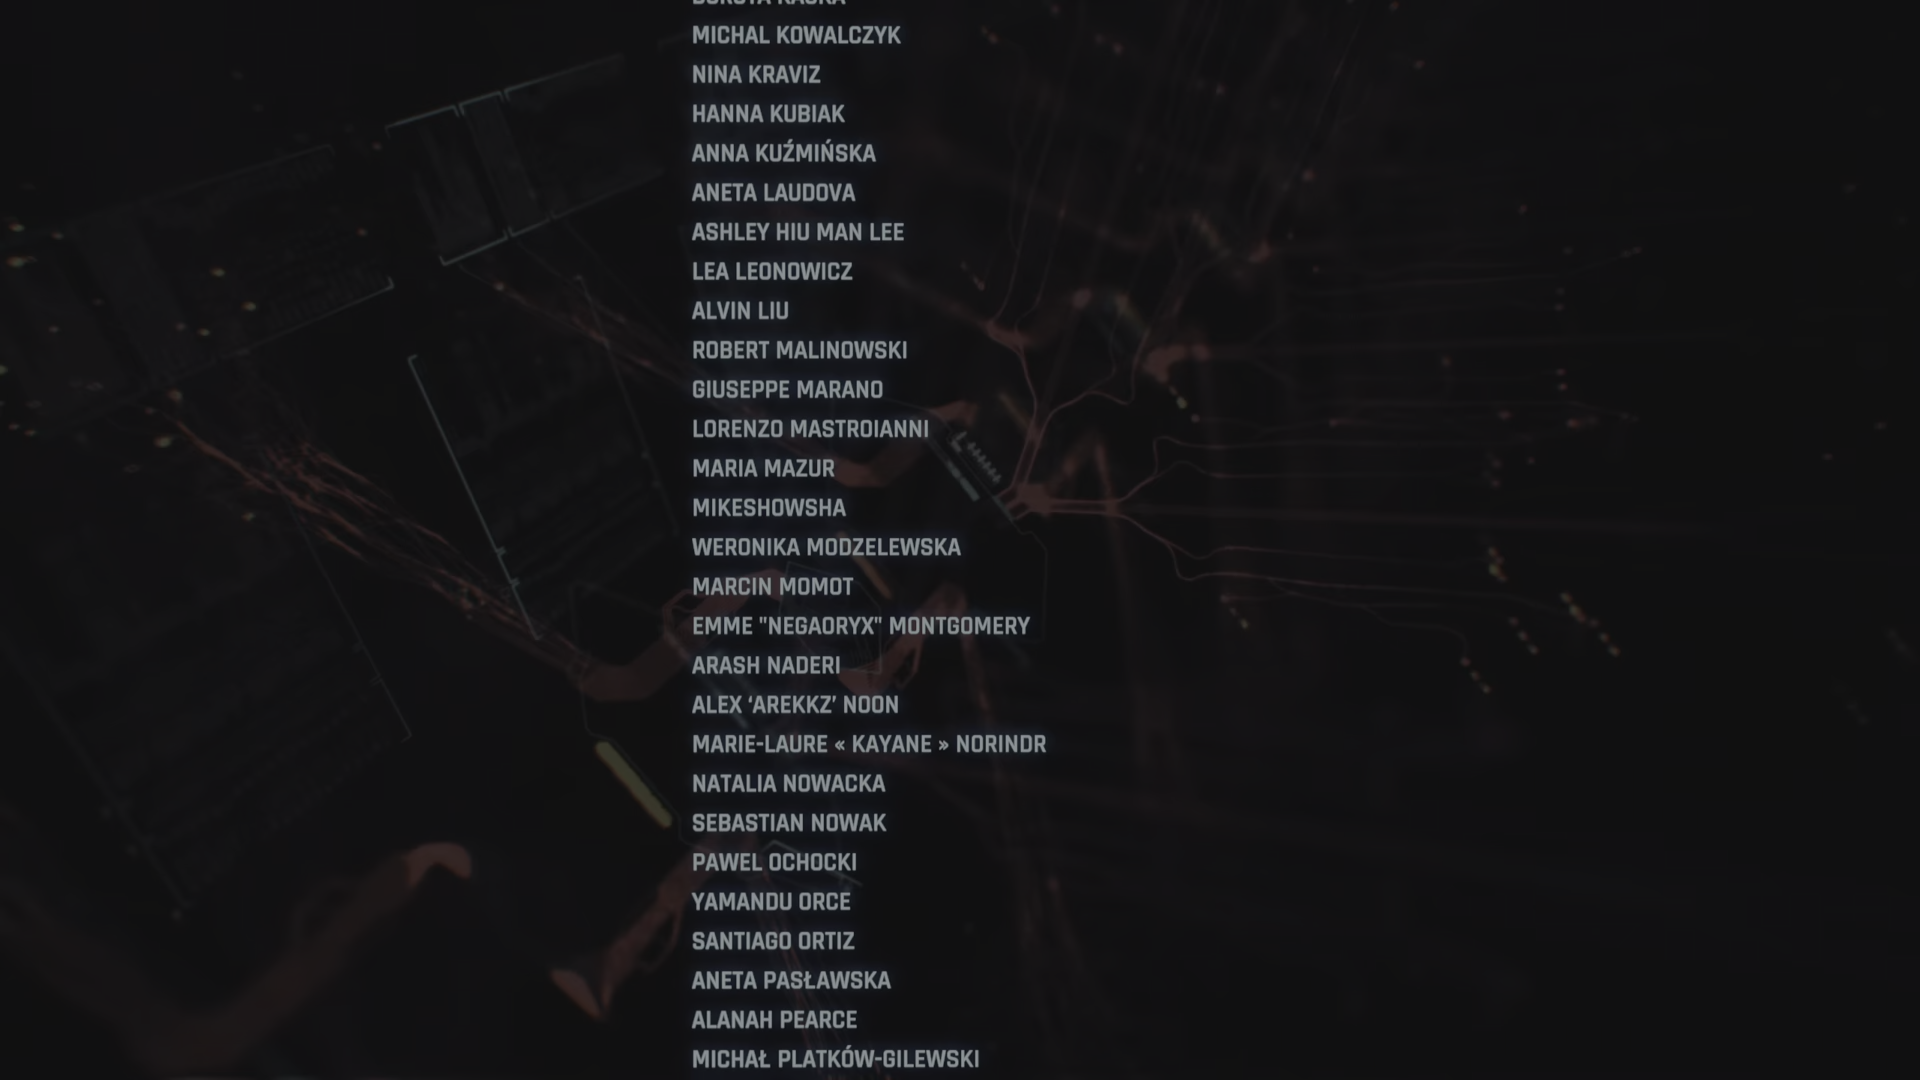 MICHAL KOWALCZYK
NINA KRAVIZ
HANNA KUBIAK
ANNA KUŹMIŃSKA
ANETA LAUDOVA
ASHLEY HIU MAN LEE
LEA LEONOWICZ
ALVIN LIU
ROBERT MALINOWSKI
GIUSEPPE MARANO
LORENZO MASTROIANNI
MARIA MAZUR
MIKESHOWSHA
WERONIKA MODZELEWSKA
MARCIN MOMOT
EMME "NEGAORYX" MONTGOMERY
ARASH NADERI
ALEX ‘AREKKZ’ NOON
MARIE-LAURE « KAYANE » NORINDR
NATALIA NOWACKA
SEBASTIAN NOWAK
PAWEL OCHOCKI
YAMANDU ORCE
SANTIAGO ORTIZ
ANETA PASŁAWSKA
ALANAH PEARCE
MICHAŁ PLATKÓW-GILEWSKI